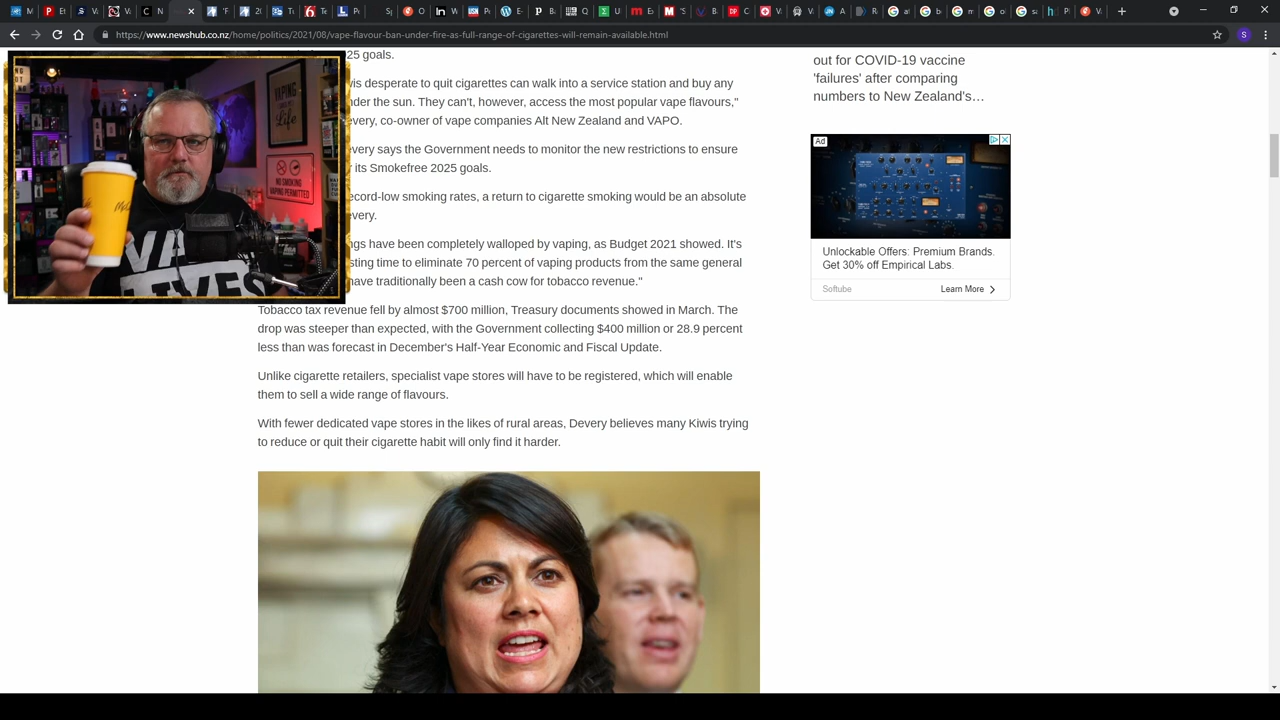 https://www.newshub.co.nz/home/politics/2021/08/vape-flavour-ban-under-fire-as-full-range-of-cigarettes-will-remain-available.html
25 goals.
wis desperate to quit cigarettes can walk into a service station and buy any
nder the sun. They can't, however, access the most popular vape flavours,"
every, co-owner of vape companies Alt New Zealand and VAPO.
every says the Government needs to monitor the new restrictions to ensure
its Smokefree 2025 goals.
ecord-low smoking rates, a return to cigarette smoking would be an absolute
every.
ngs have been completely walloped by vaping, as Budget 2021 showed. It's
sting time to eliminate 70 percent of vaping products from the same general
have traditionally been a cash cow for tobacco revenue."
Tobacco tax revenue fell by almost $700 million, Treasury documents showed in March. The
drop was steeper than expected, with the Government collecting $400 million or 28.9 percent
less than was forecast in December's Half-Year Economic and Fiscal Update.
Unlike cigarette retailers, specialist vape stores will have to be registered, which will enable
them to sell a wide range of flavours.
With fewer dedicated vape stores in the likes of rural areas, Devery believes many Kiwis trying
to reduce or quit their cigarette habit will only find it harder.
out for COVID-19 vaccine
'failures' after comparing
numbers to New Zealand's…
Ad
Unlockable Offers: Premium Brands.
Get 30% off Empirical Labs.
Softube
Learn More
VAPING
Life
NO SMOKING
VAPING PERMITTED